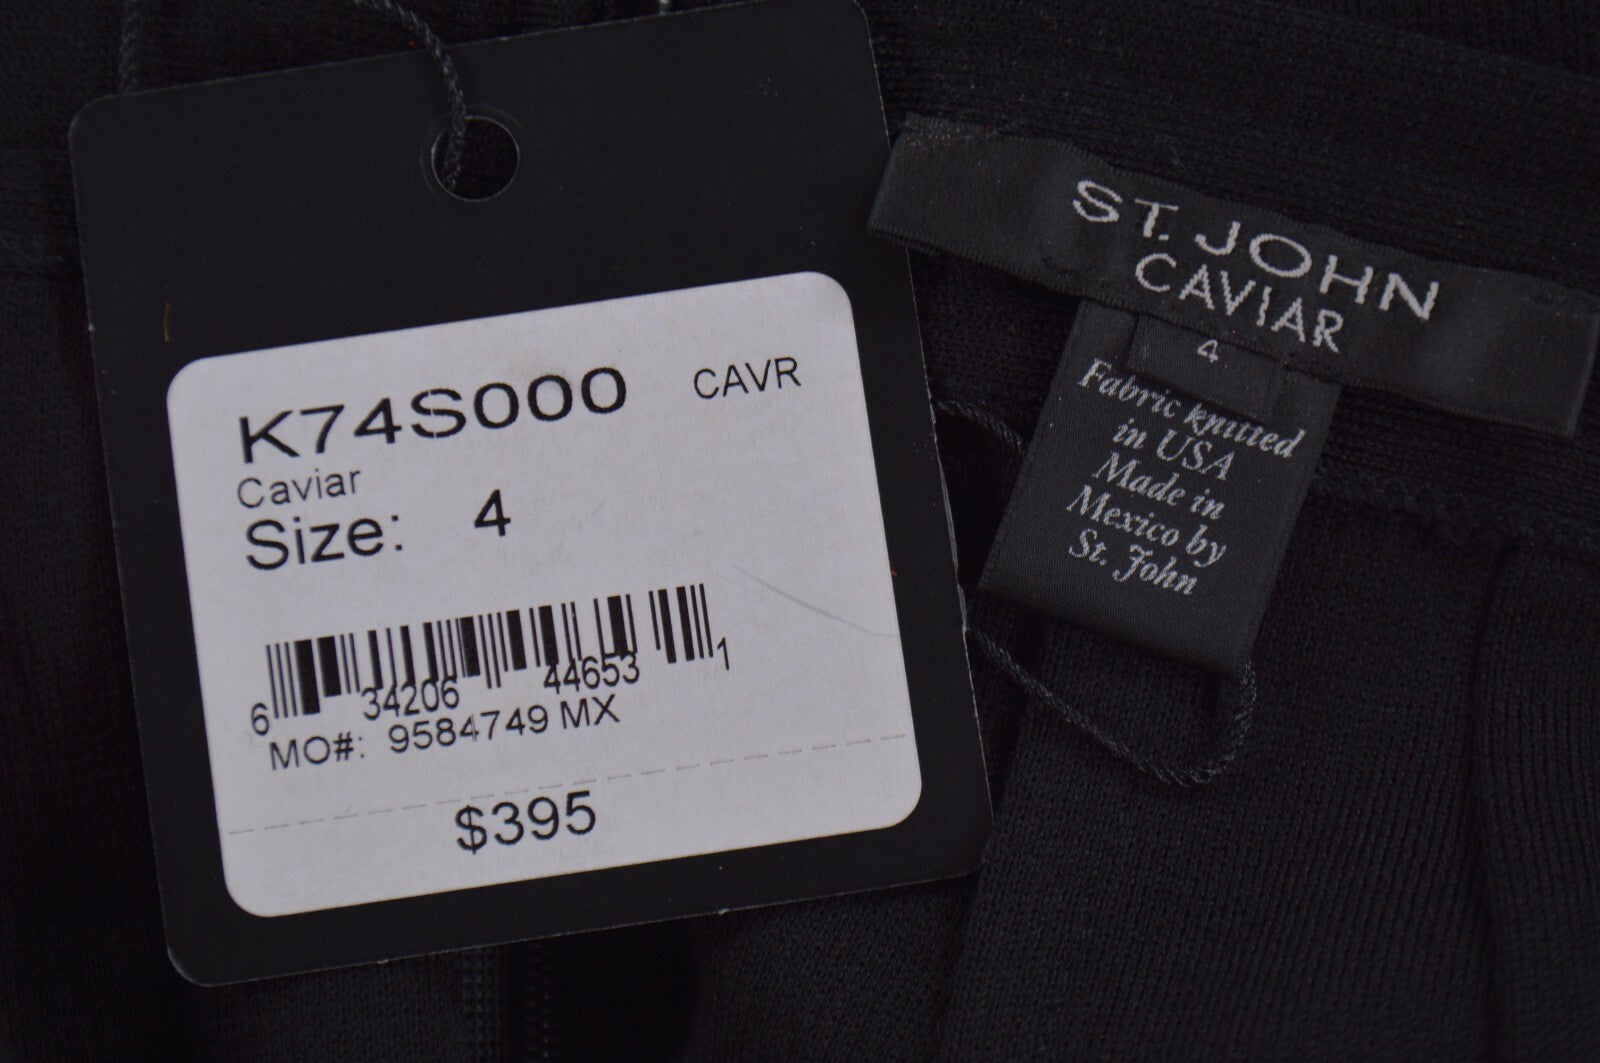 K74S000 CAVR
Caviar
Size: 4
6 34206 44653 1
MO#: 9584749 MX
$395
ST. JOHN
CAVIAR
4
Fabric knitted
in USA
Made in
Mexico by
St. John